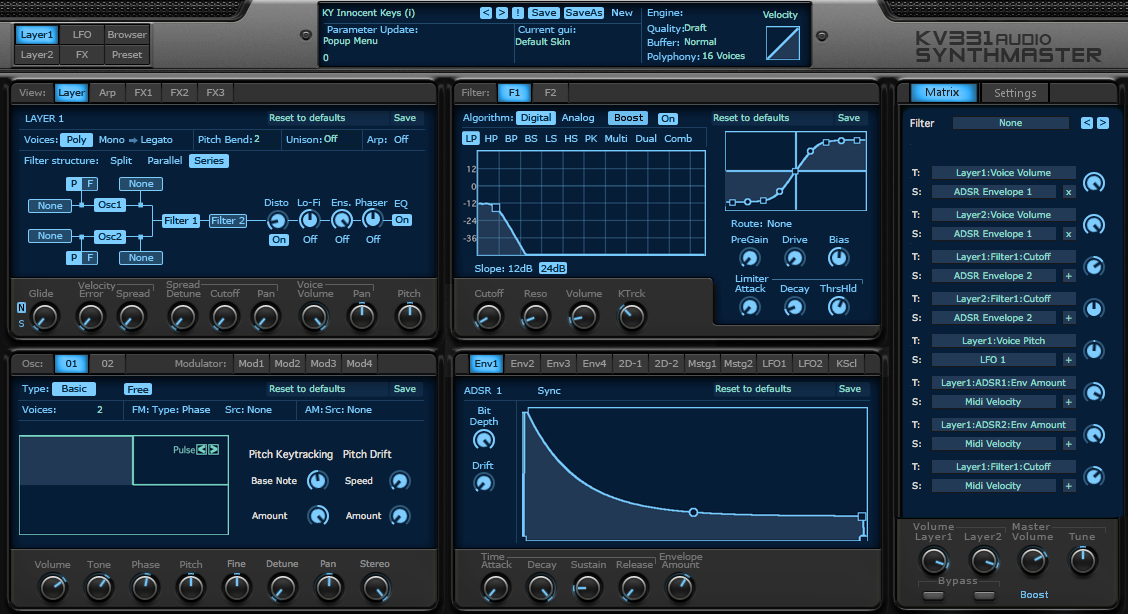 Layer1 LFO Browser
Layer2 FX Preset
KY Innocent Keys (i) < > ! Save SaveAs New
Parameter Update: Current gui:
Popup Menu Default Skin
0
Engine:
Quality:Draft
Buffer: Normal
Polyphony: 16 Voices
Velocity
KV331 AUDIO
SYNTHMASTER
View: Layer Arp FX1 FX2 FX3
LAYER 1 Reset to defaults Save
Voices: Poly Mono Legato Pitch Bend: 2 Unison: Off Arp: Off
Filter structure: Split Parallel Series
P F None
None Osc1
Filter 1 Filter 2
None Osc2
P F None
Disto Lo-Fi Ens. Phaser EQ
On
On Off Off Off
Velocity Spread Voice
Glide Error Spread Detune Cutoff Pan Volume Pan Pitch
N
S
Filter: F1 F2
Algorithm: Digital Analog Boost On Reset to defaults Save
LP HP BP BS LS HS PK Multi Dual Comb
12
0
-12
-24
-36
Slope: 12dB 24dB
Route: None
PreGain Drive Bias
Limiter
Attack Decay ThrsHld
Cutoff Reso Volume KTrck
Matrix Settings
Filter None < >
T: Layer1:Voice Volume
S: ADSR Envelope 1 x
T: Layer2:Voice Volume
S: ADSR Envelope 1 x
T: Layer1:Filter1:Cutoff
S: ADSR Envelope 2 +
T: Layer2:Filter1:Cutoff
S: ADSR Envelope 2 +
T: Layer1:Voice Pitch
S: LFO 1 +
T: Layer1:ADSR1:Env Amount
S: Midi Velocity +
T: Layer1:ADSR2:Env Amount
S: Midi Velocity +
T: Layer1:Filter1:Cutoff
S: Midi Velocity +
Volume Master
Layer1 Layer2 Volume Tune
Bypass
Boost
Osc: 01 02 Modulator: Mod1 Mod2 Mod3 Mod4
Type: Basic Free Reset to defaults Save
Voices: 2 FM: Type: Phase Src: None AM: Src: None
Pulse < >
Pitch Keytracking Pitch Drift
Base Note Speed
Amount Amount
Volume Tone Phase Pitch Fine Detune Pan Stereo
Env1 Env2 Env3 Env4 2D-1 2D-2 Mstg1 Mstg2 LFO1 LFO2 KScl
ADSR 1 Sync Reset to defaults Save
Bit
Depth
Drift
Time Envelope
Attack Decay Sustain Release Amount